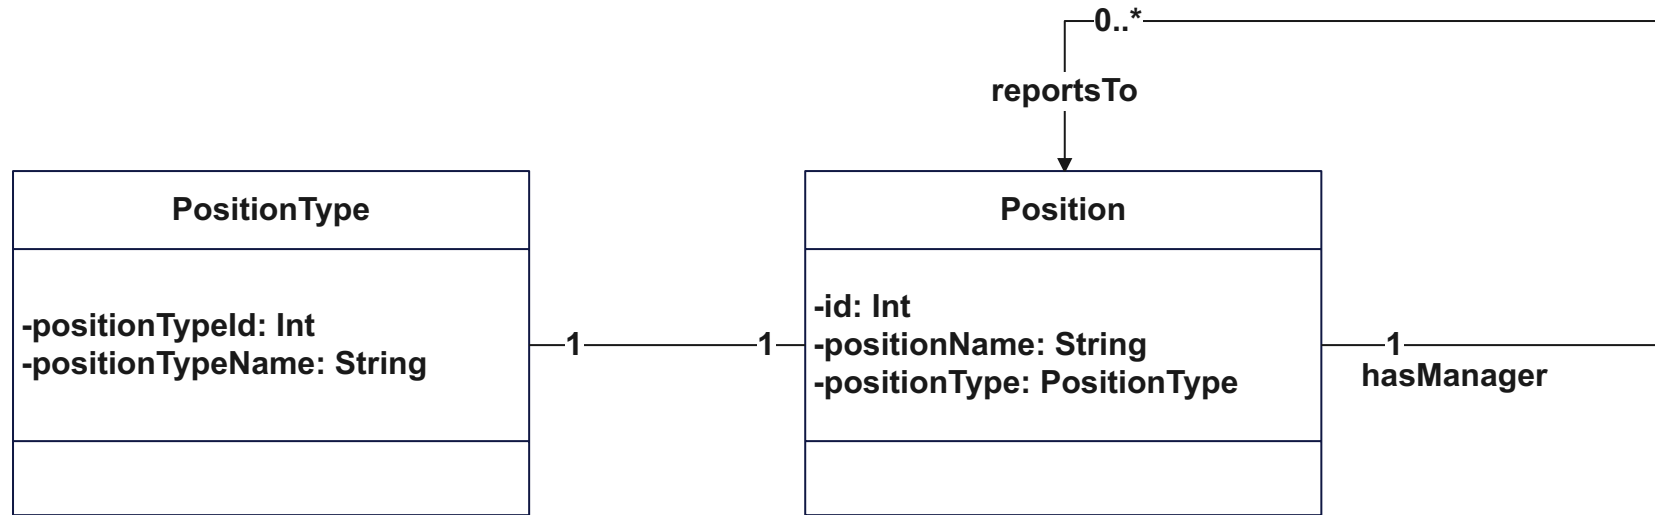 0..*
reportsTo
PositionType
-positionTypeId: Int
-positionTypeName: String
1
1
Position
-id: Int
-positionName: String
-positionType: PositionType
1
hasManager